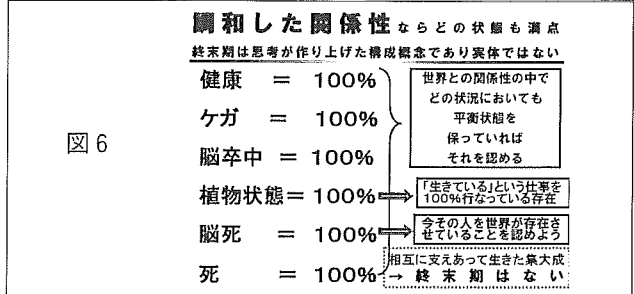 調和した関係性ならどの状態も満点
終末期は思考が作り上げた構成概念であり実体ではない
図6
健康 = 100%
ケガ = 100%
脳卒中 = 100%
植物状態= 100%
脳死 = 100%
死 = 100%
世界との関係性の中で
どの状況においても
平衡状態を
保っていれば
それを認める
「生きている」という仕事を
100%行なっている存在
今その人を世界が存在さ
せていることを認めよう
相互に支えあって生きた集大成
→ 終末期はない